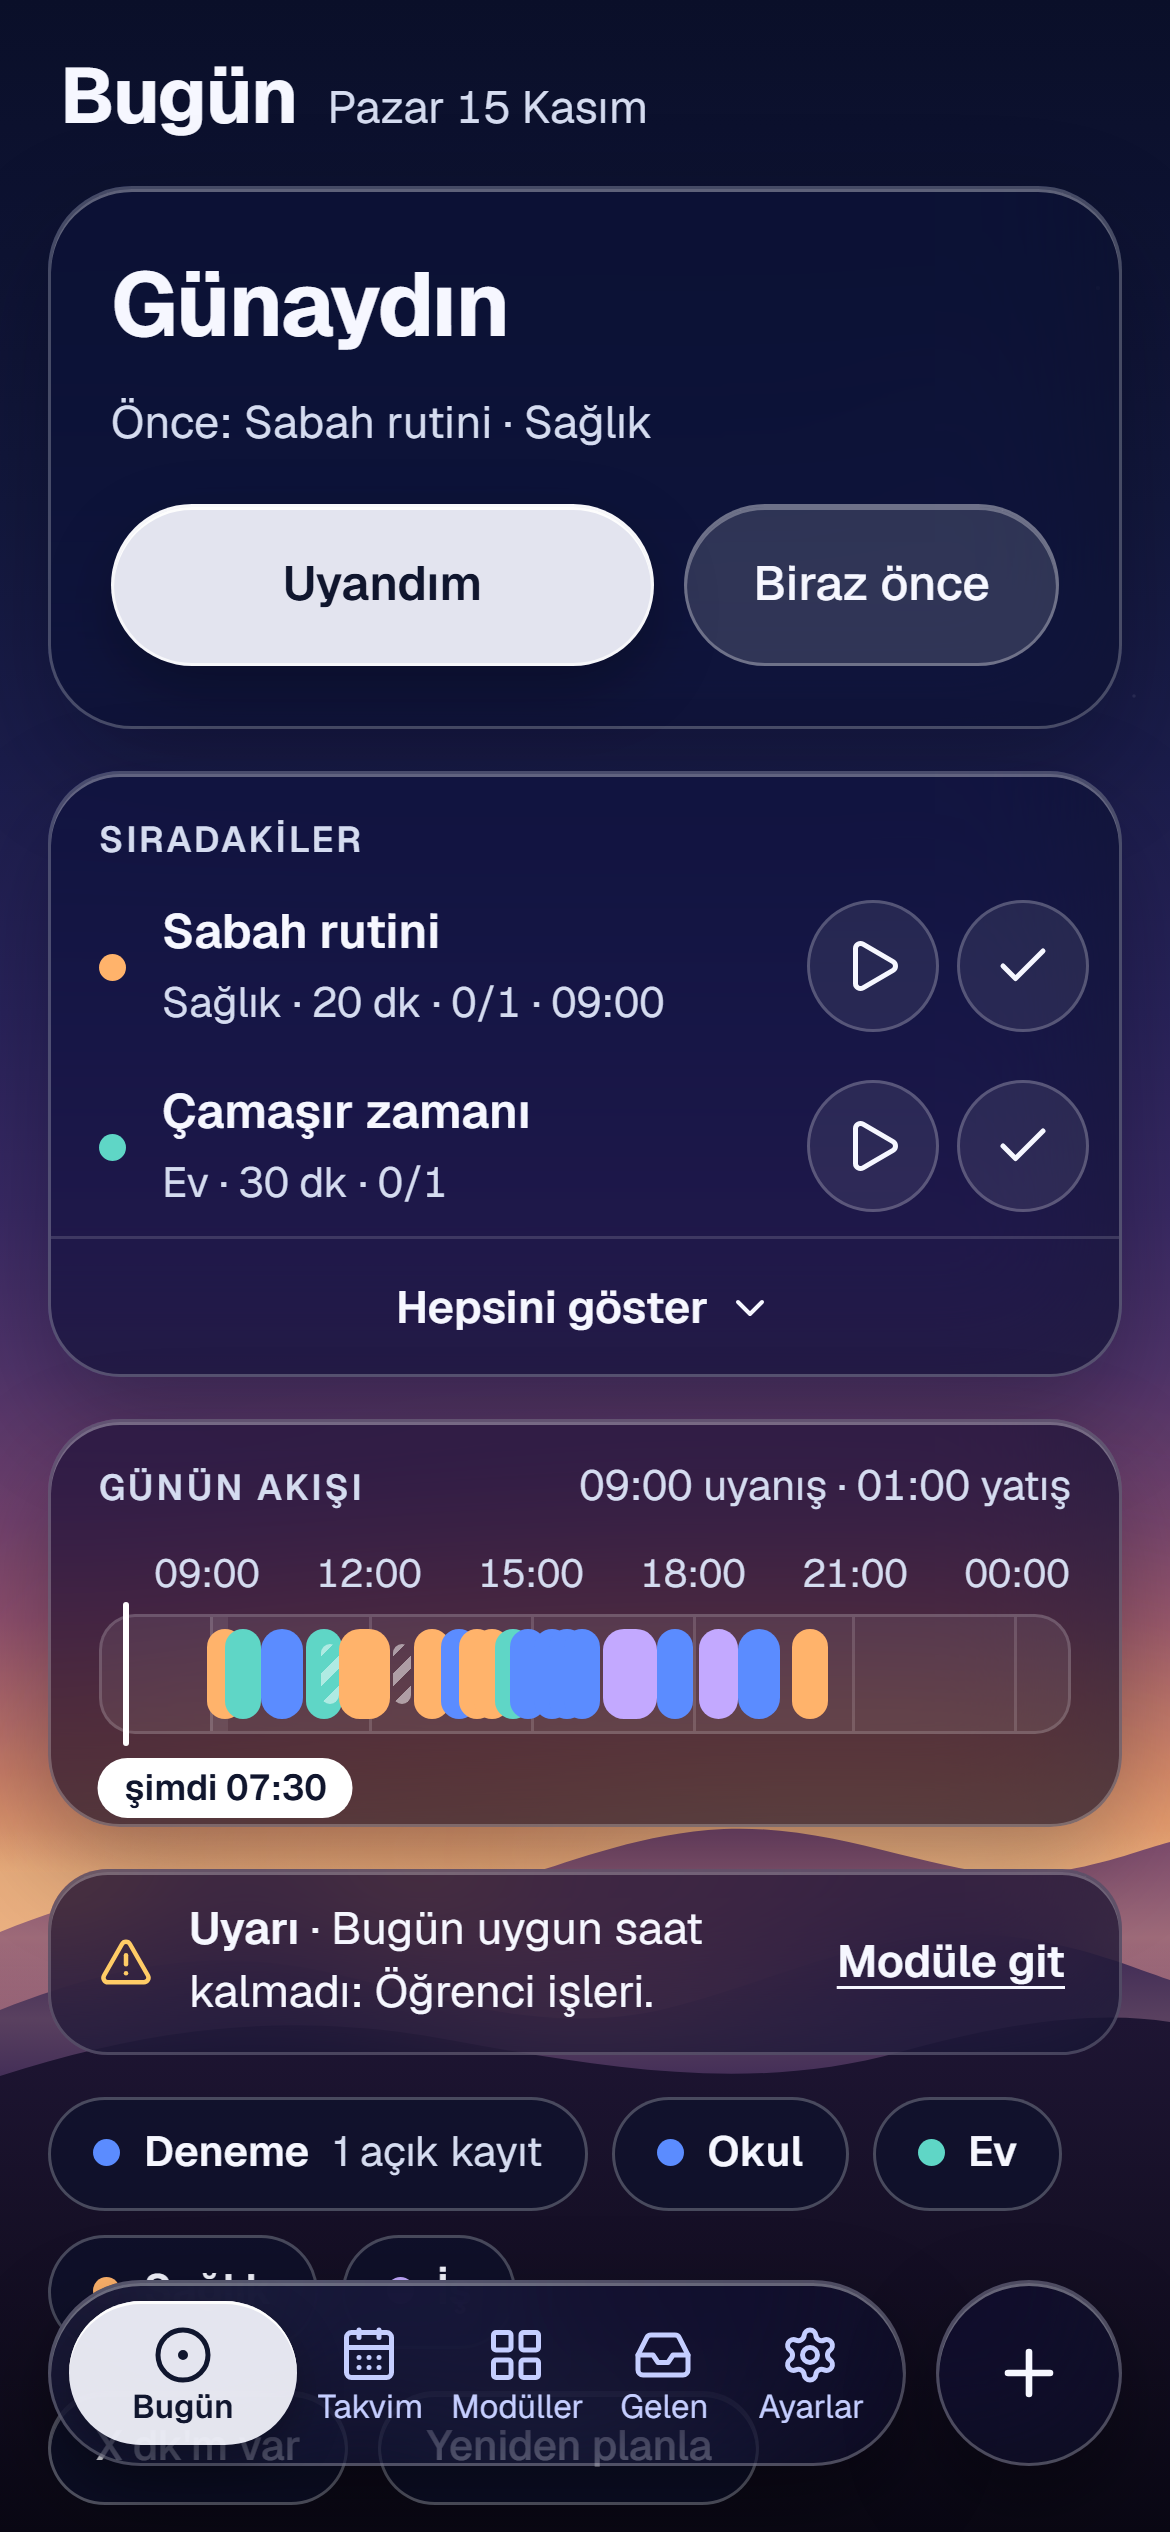 Bugün Pazar 15 Kasım
Günaydın
Önce: Sabah rutini · Sağlık
Uyandım
Biraz önce
SIRADAKİLER
Sabah rutini
Sağlık · 20 dk · 0/1 · 09:00
Çamaşır zamanı
Ev · 30 dk · 0/1
Hepsini göster
GÜNÜN AKIŞI
09:00 uyanış · 01:00 yatış
09:00 12:00 15:00 18:00 21:00 00:00
şimdi 07:30
Uyarı · Bugün uygun saat
kalmadı: Öğrenci işleri.
Modüle git
Deneme 1 açık kayıt
Okul
Ev
Bugün
Takvim
Modüller
Gelen
Ayarlar
X dk'm var
Yeniden planla